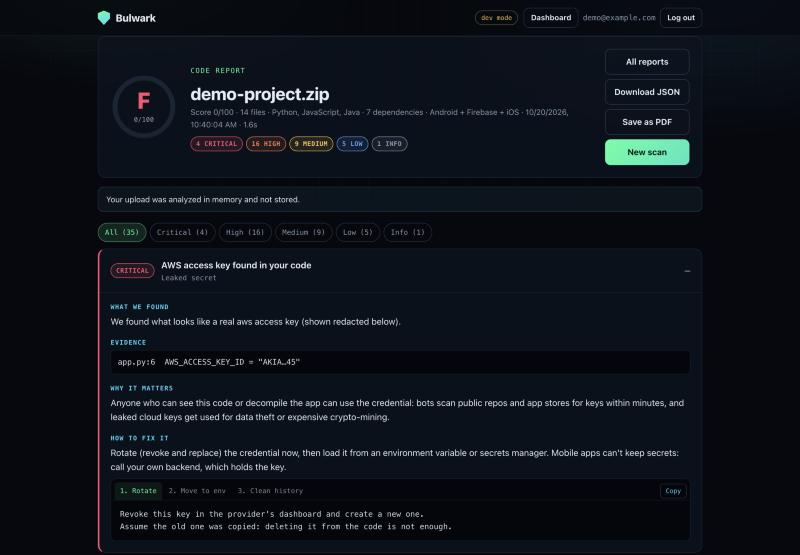 Bulwark
dev mode
Dashboard
demo@example.com
Log out
F
0/100
CODE REPORT
demo-project.zip
Score 0/100 · 14 files · Python, JavaScript, Java · 7 dependencies · Android + Firebase + iOS · 10/20/2026,
10:40:04 AM · 1.6s
4 CRITICAL
16 HIGH
9 MEDIUM
5 LOW
1 INFO
All reports
Download JSON
Save as PDF
New scan
Your upload was analyzed in memory and not stored.
All (35)
Critical (4)
High (16)
Medium (9)
Low (5)
Info (1)
CRITICAL
AWS access key found in your code
Leaked secret
–
WHAT WE FOUND
We found what looks like a real aws access key (shown redacted below).
EVIDENCE
app.py:6 AWS_ACCESS_KEY_ID = "AKIA…45"
WHY IT MATTERS
Anyone who can see this code or decompile the app can use the credential: bots scan public repos and app stores for keys within minutes, and
leaked cloud keys get used for data theft or expensive crypto-mining.
HOW TO FIX IT
Rotate (revoke and replace) the credential now, then load it from an environment variable or secrets manager. Mobile apps can't keep secrets:
call your own backend, which holds the key.
1. Rotate
2. Move to env
3. Clean history
Copy
Revoke this key in the provider's dashboard and create a new one.
Assume the old one was copied: deleting it from the code is not enough.